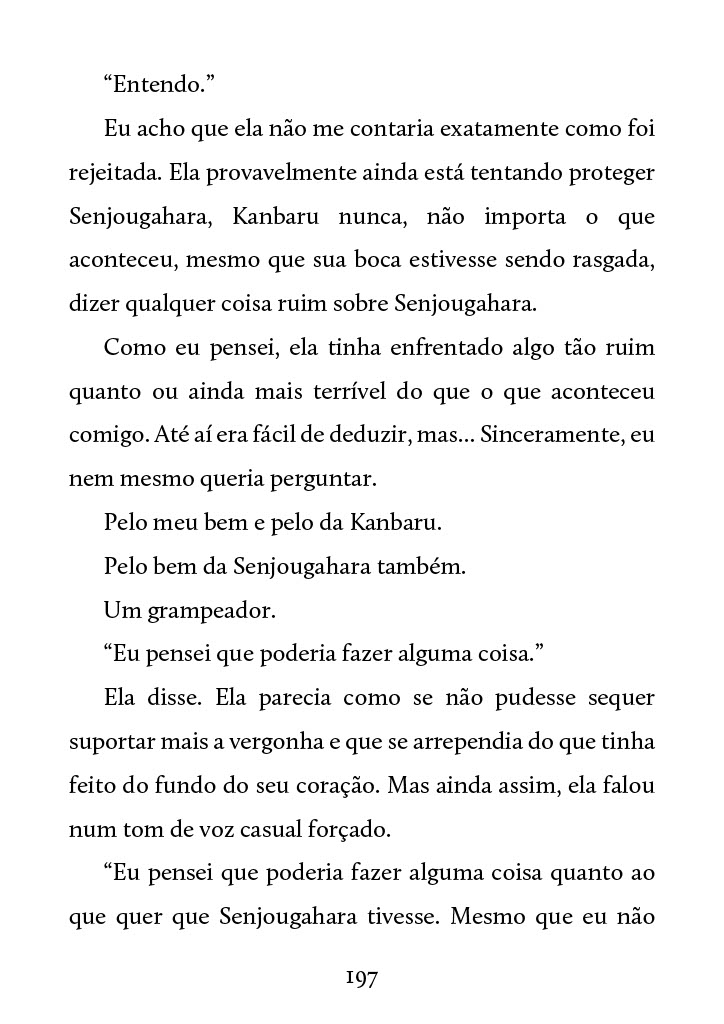 “Entendo.”
Eu acho que ela não me contaria exatamente como foi
rejeitada. Ela provavelmente ainda está tentando proteger
Senjougahara, Kanbaru nunca, não importa o que
aconteceu, mesmo que sua boca estivesse sendo rasgada,
dizer qualquer coisa ruim sobre Senjougahara.
Como eu pensei, ela tinha enfrentado algo tão ruim
quanto ou ainda mais terrível do que o que aconteceu
comigo. Até aí era fácil de deduzir, mas... Sinceramente, eu
nem mesmo queria perguntar.
Pelo meu bem e pelo da Kanbaru.
Pelo bem da Senjougahara também.
Um grampeador.
“Eu pensei que poderia fazer alguma coisa.”
Ela disse. Ela parecia como se não pudesse sequer
suportar mais a vergonha e que se arrependia do que tinha
feito do fundo do seu coração. Mas ainda assim, ela falou
num tom de voz casual forçado.
“Eu pensei que poderia fazer alguma coisa quanto ao
que quer que Senjougahara tivesse. Mesmo que eu não
197